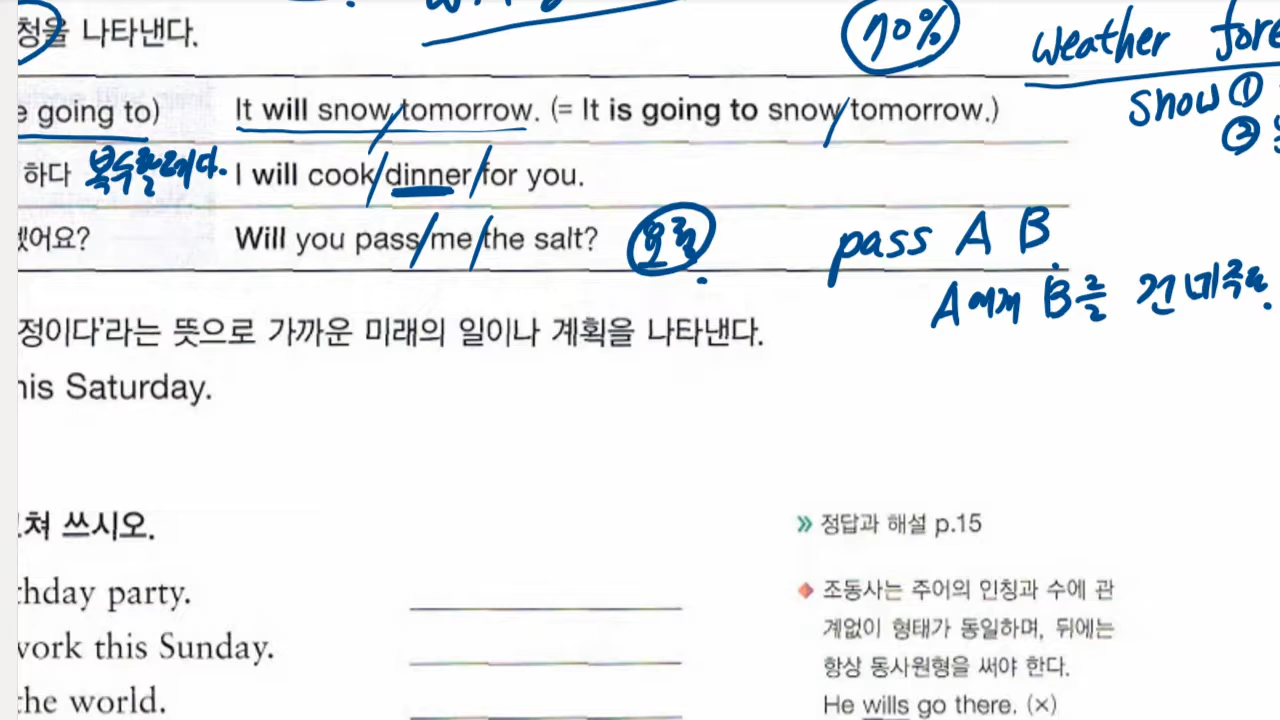 청을 나타낸다.
70%
weather fore
snow ①
②
e going to) It will snow/tomorrow. (= It is going to snow/tomorrow.)
하다 복수할 I will cook/dinner/for you.
겠어요? Will you pass/me/the salt? 요청
pass A B.
A에게 B를 건네주다.
정이다’라는 뜻으로 가까운 미래의 일이나 계획을 나타낸다.
his Saturday.
쳐 쓰시오.
» 정답과 해설 p.15
thday party.
work this Sunday.
the world.
조동사는 주어의 인칭과 수에 관
계없이 형태가 동일하며, 뒤에는
항상 동사원형을 써야 한다.
He wills go there. (×)